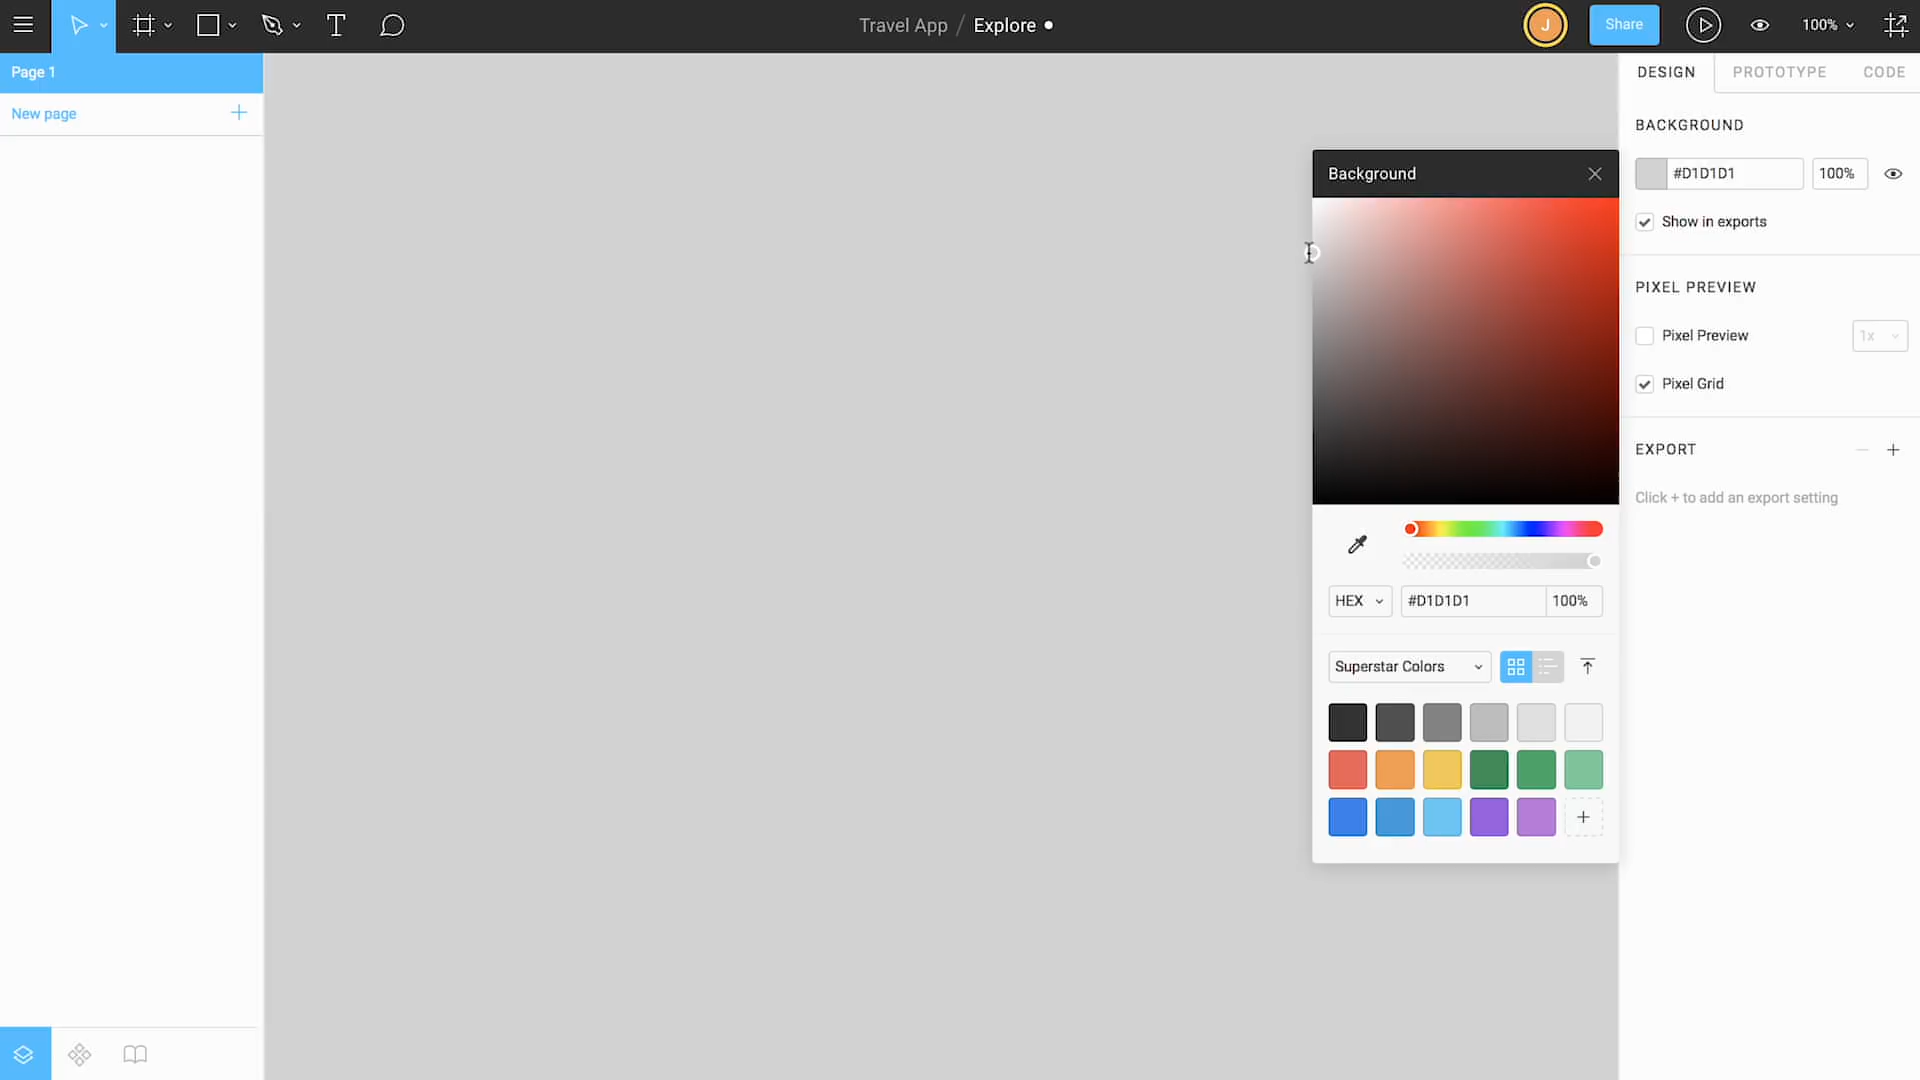 Travel App / Explore
J
Share
100%
Page 1
New page
DESIGN
PROTOTYPE
CODE
BACKGROUND
#D1D1D1
100%
Show in exports
PIXEL PREVIEW
Pixel Preview
1x
Pixel Grid
EXPORT
Click + to add an export setting
Background
HEX
#D1D1D1
100%
Superstar Colors